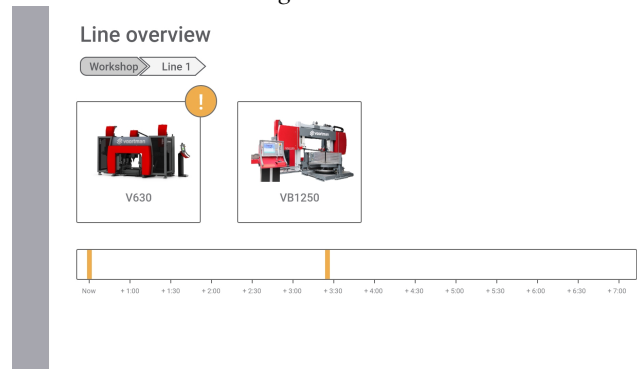 Line overview
Workshop Line 1
!
V630 VB1250
Now + 1:00 + 1:30 + 2:00 + 2:30 + 3:00 + 3:30 + 4:00 + 4:30 + 5:00 + 5:30 + 6:00 + 6:30 + 7:00